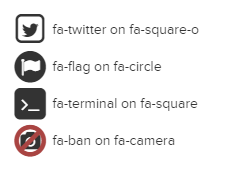 fa-twitter on fa-square-o
fa-flag on fa-circle
fa-terminal on fa-square
fa-ban on fa-camera